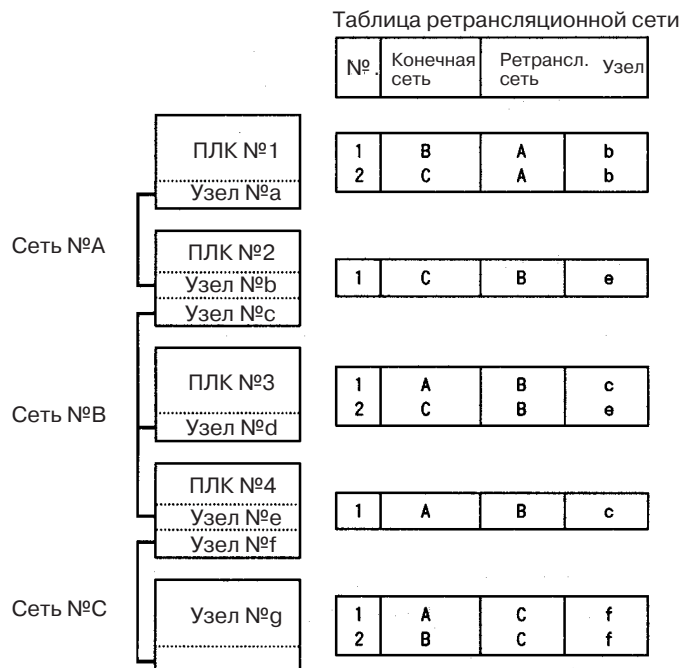 Таблица ретрансляционной сети
№ . Конечная сеть Ретрансл. сеть Узел
ПЛК №1
Узел №a
1 B A b
2 C A b
Сеть №A
ПЛК №2
Узел №b
Узел №c
1 C B e
ПЛК №3
Узел №d
1 A B c
2 C B e
Сеть №B
ПЛК №4
Узел №e
Узел №f
1 A B c
Сеть №C
Узел №g
1 A C f
2 B C f